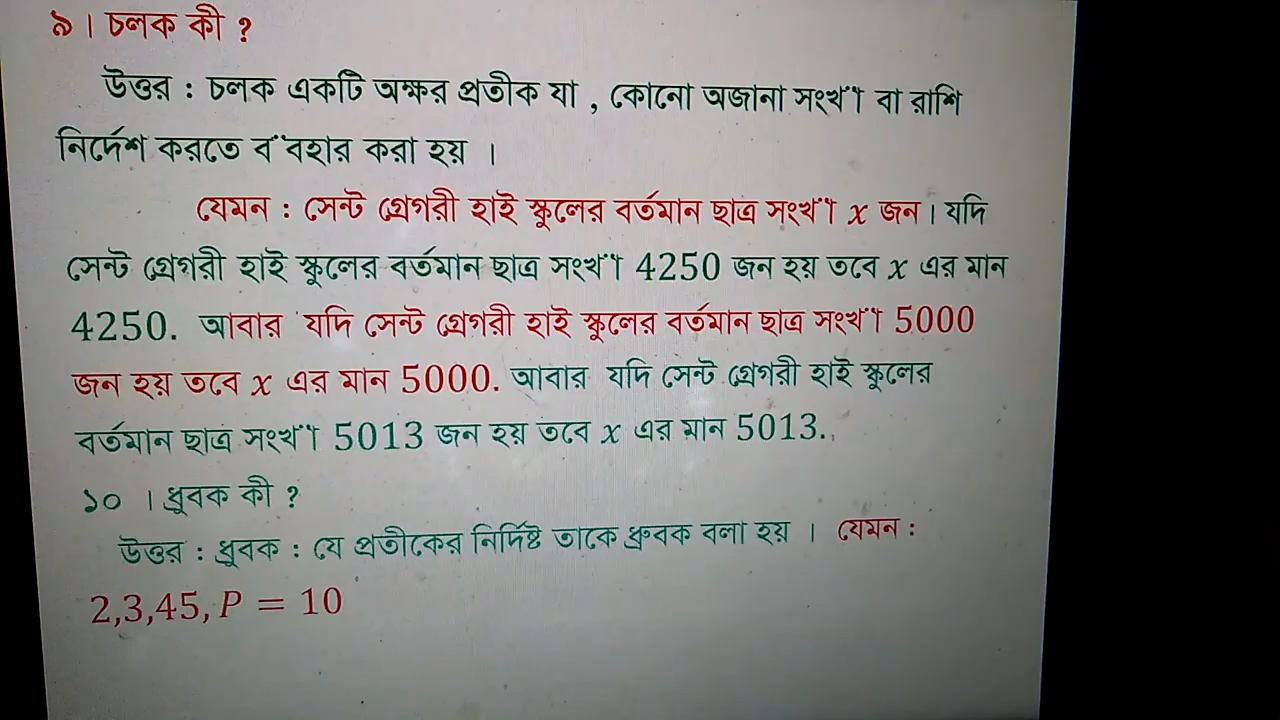 ৯ । চলক কী ?
উত্তর : চলক একটি অক্ষর প্রতীক যা , কোনো অজানা সংখ্যা বা রাশি
নির্দেশ করতে ব্যবহার করা হয় ।
যেমন : সেন্ট গ্রেগরী হাই স্কুলের বর্তমান ছাত্র সংখ্যা x জন । যদি
সেন্ট গ্রেগরী হাই স্কুলের বর্তমান ছাত্র সংখ্যা 4250 জন হয় তবে x এর মান
4250. আবার যদি সেন্ট গ্রেগরী হাই স্কুলের বর্তমান ছাত্র সংখ্যা 5000
জন হয় তবে x এর মান 5000. আবার যদি সেন্ট গ্রেগরী হাই স্কুলের
বর্তমান ছাত্র সংখ্যা 5013 জন হয় তবে x এর মান 5013.
১০ । ধ্রুবক কী ?
উত্তর : ধ্রুবক : যে প্রতীকের নির্দিষ্ট তাকে ধ্রুবক বলা হয় । যেমন :
2,3,45, P = 10